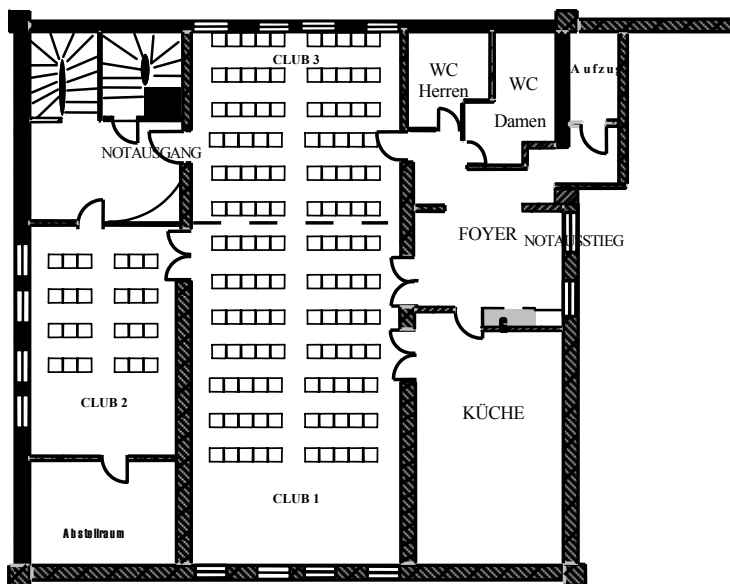 CLUB 3
WC
Herren
WC
Damen
Aufzug
NOTAUSGANG
FOYER
NOTAUSSTIEG
CLUB 2
KÜCHE
CLUB 1
Abstellraum